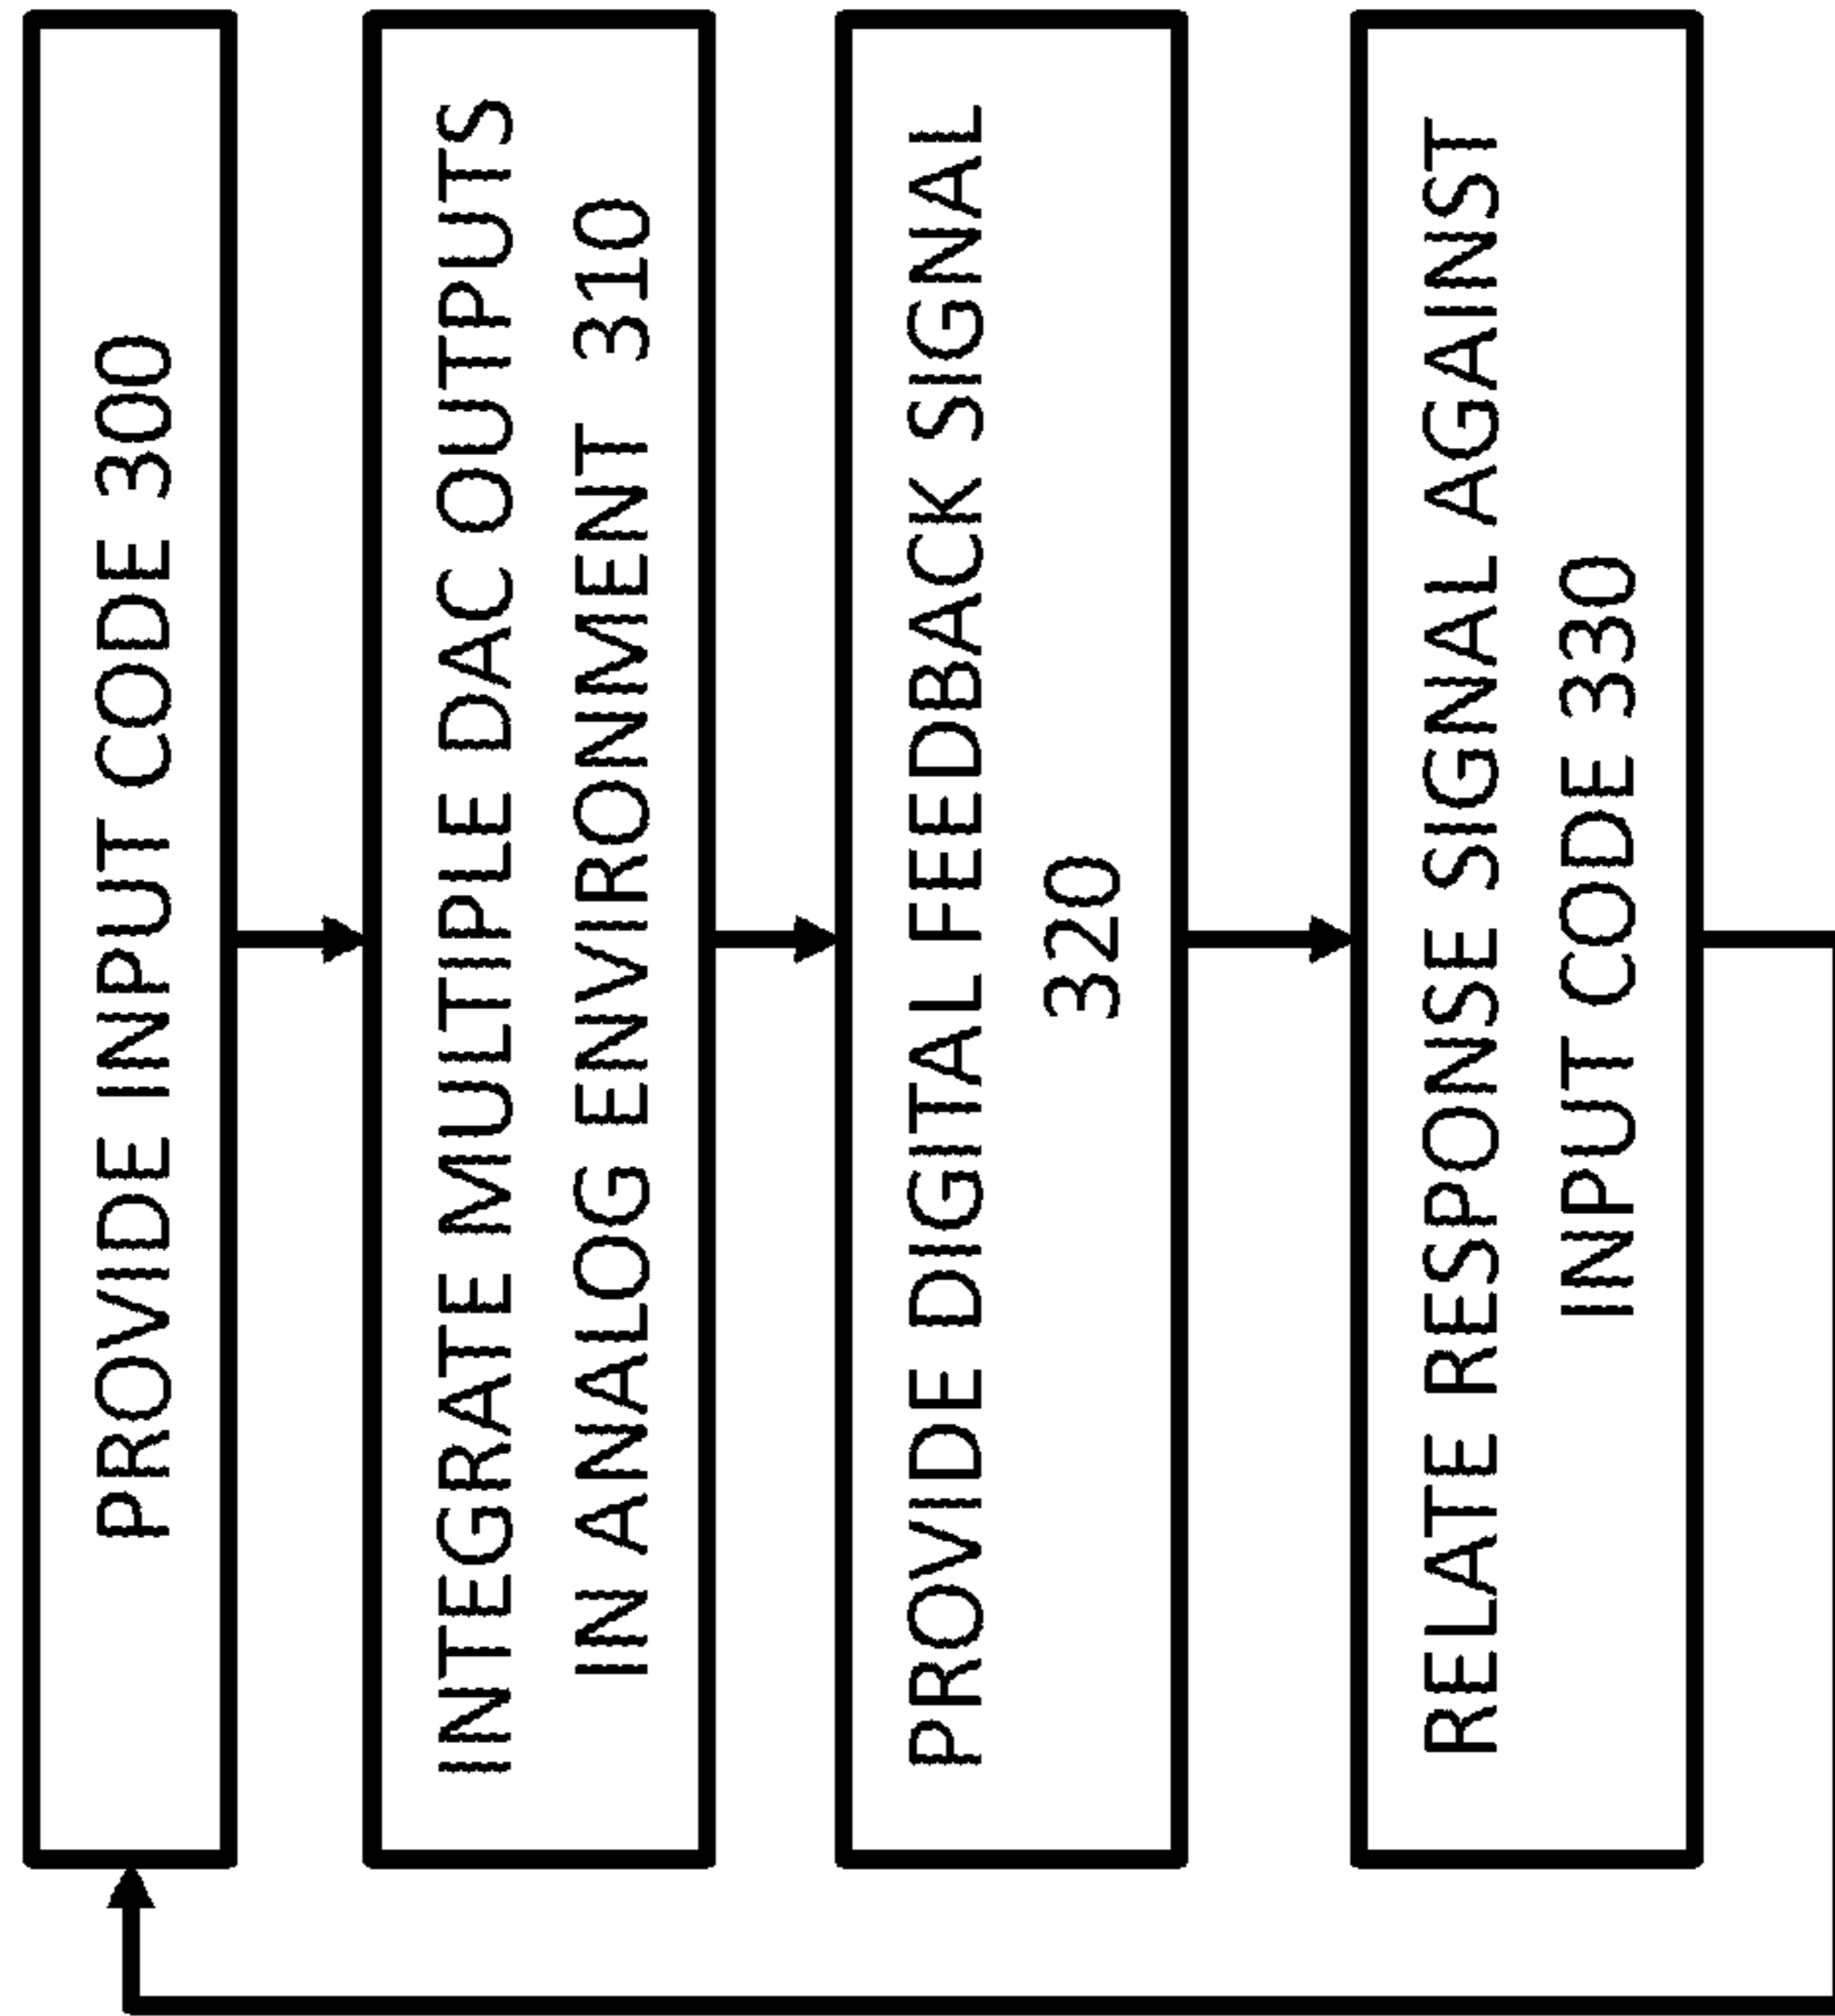 PROVIDE INPUT CODE 300
INTEGRATE MULTIPLE DAC OUTPUTS
IN ANALOG ENVIRONMENT 310
PROVIDE DIGITAL FEEDBACK SIGNAL
320
RELATE RESPONSE SIGNAL AGAINST
INPUT CODE 330